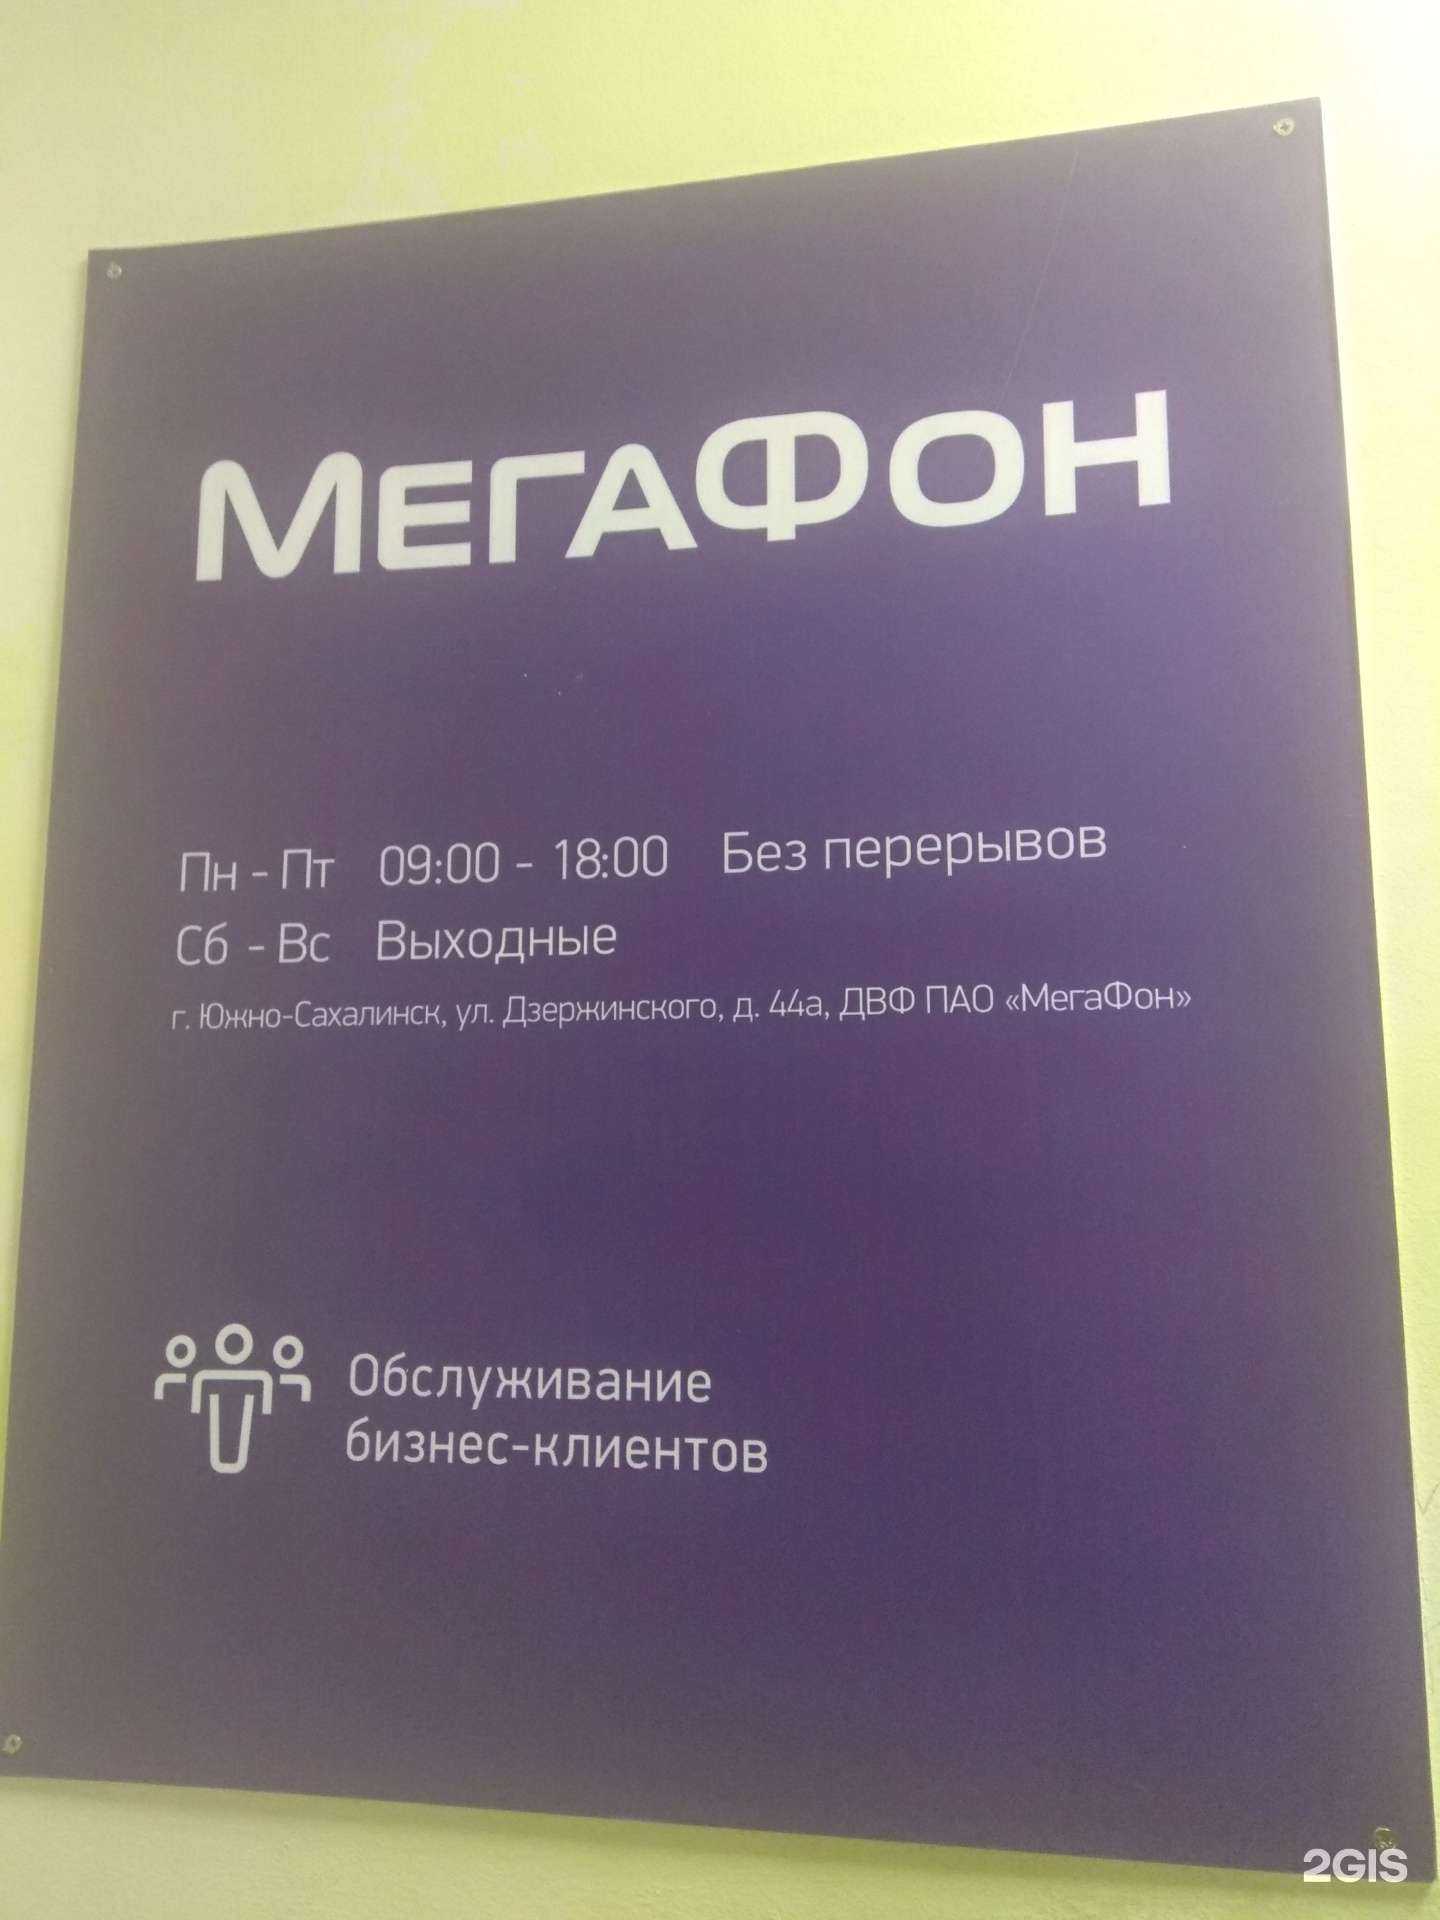 МЕГАФОН
Пн - Пт 09:00 - 18:00 Без перерывов
Сб - Вс Выходные
г. Южно-Сахалинск, ул. Дзержинского, д. 44а, ДВФ ПАО «МегаФон»
Обслуживание
бизнес-клиентов
2GIS